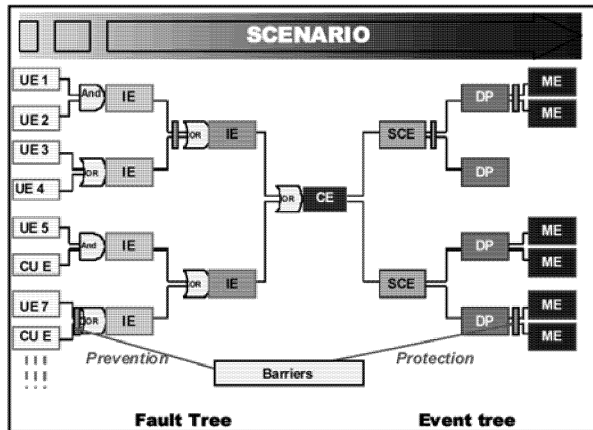 SCENARIO
UE 1
And
IE
DP
ME
UE 2
ME
UE 3
OR
IE
SCE
OR
IE
DP
UE 4
OR
CE
UE 5
And
IE
DP
ME
CU E
ME
OR
IE
SCE
UE 7
OR
IE
DP
ME
CU E
ME
Prevention
Protection
Barriers
Fault Tree
Event tree